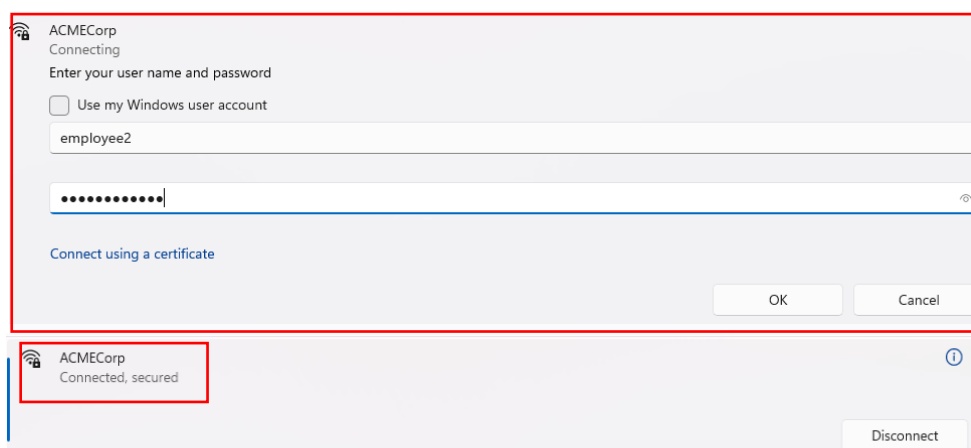 ACMECorp
Connecting
Enter your user name and password
Use my Windows user account
employee2
••••••••••••
Connect using a certificate
OK Cancel
ACMECorp
Connected, secured
Disconnect